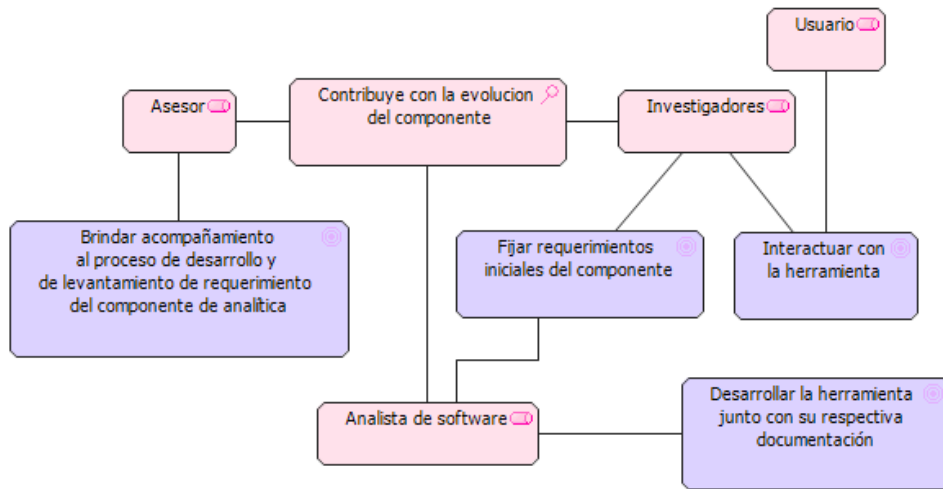 Usuario
Asesor
Contribuye con la evolucion
del componente
Investigadores
Brindar acompañamiento
al proceso de desarrollo y
de levantamiento de requerimiento
del componente de analítica
Fijar requerimientos
iniciales del componente
Interactuar con
la herramienta
Analista de software
Desarrollar la herramienta
junto con su respectiva
documentación